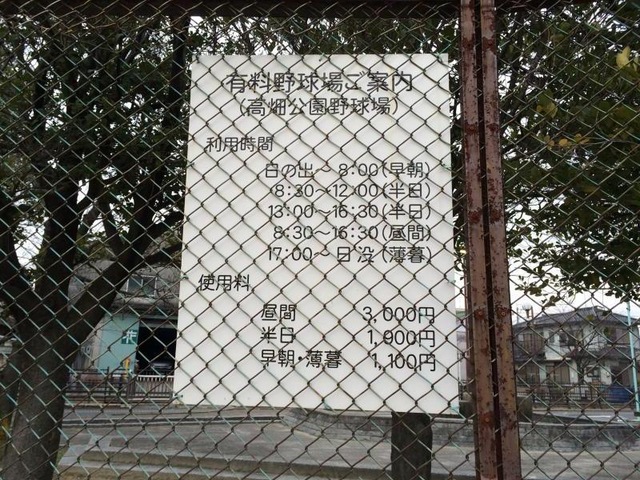 有料野球場ご案内
(高畑公園野球場)
利用時間
日の出～8:00(早朝)
8:30～12:00(半日)
13:00～16:30(半日)
8:30～16:30(昼間)
17:00～日没(薄暮)
使用料
昼間 3,000円
半日 1,900円
早朝・薄暮 1,100円